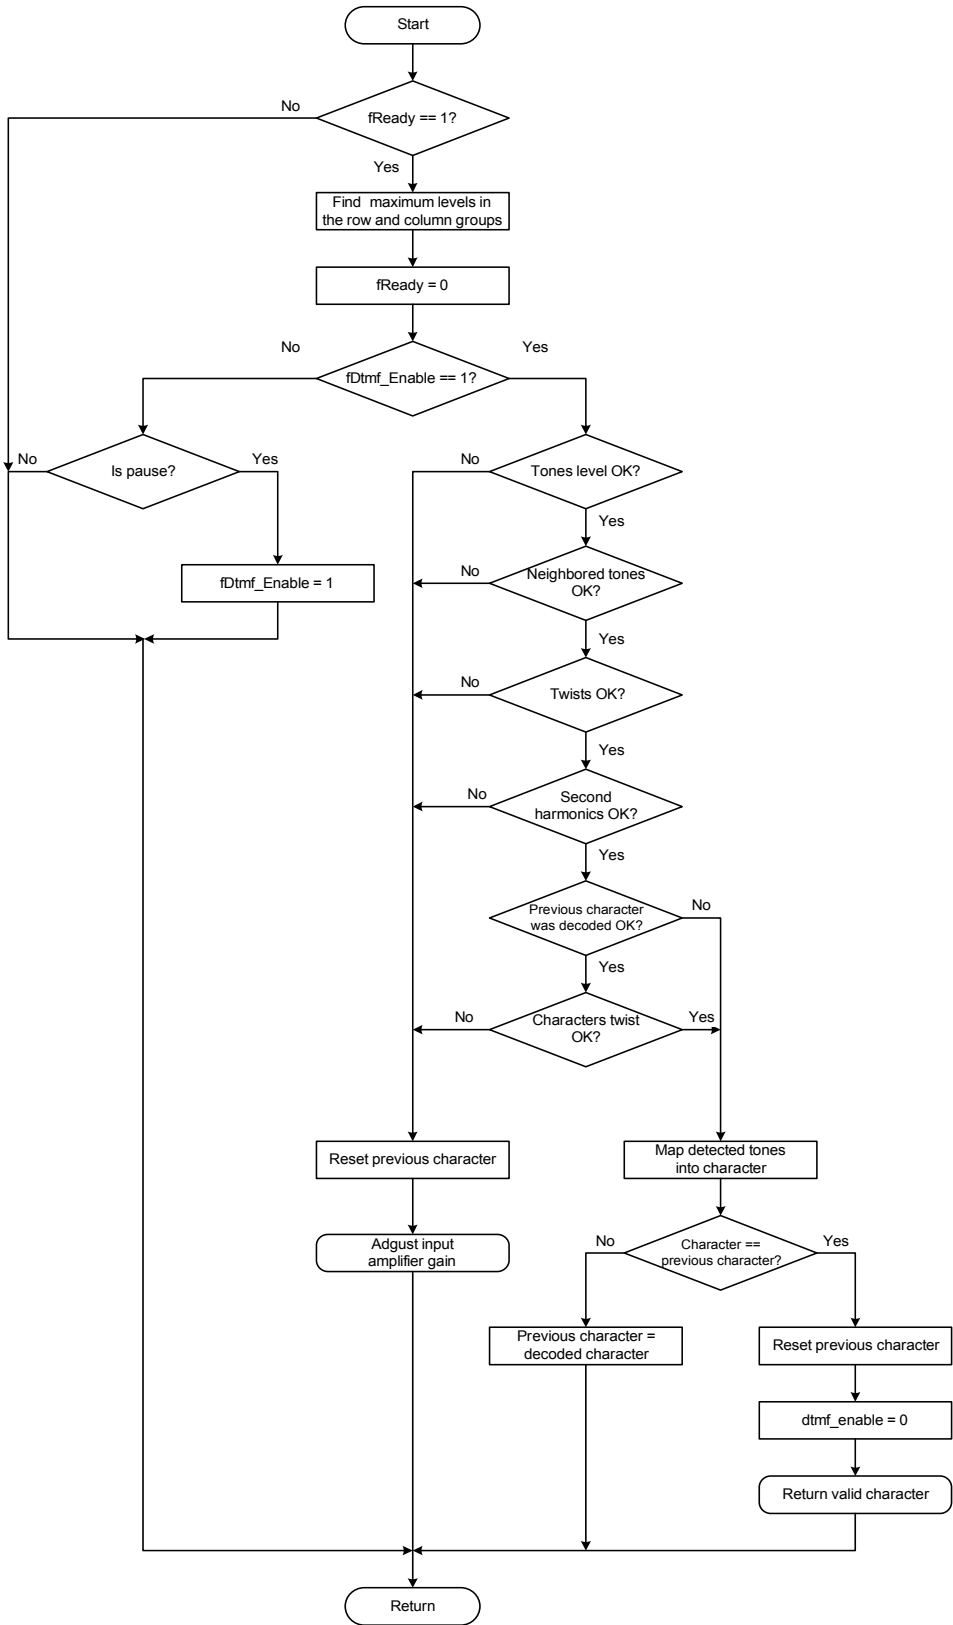 Start
No
fReady == 1?
Yes
Find maximum levels in
the row and column groups
fReady = 0
No
Yes
fDtmf_Enable == 1?
No
Is pause?
Yes
No
Tones level OK?
Yes
fDtmf_Enable = 1
No
Neighbored tones
OK?
Yes
No
Twists OK?
Yes
No
Second
harmonics OK?
Yes
Previous character
was decoded OK?
No
Yes
No
Characters twist
OK?
Yes
Reset previous character
Map detected tones
into character
Adgust input
amplifier gain
No
Character ==
previous character?
Yes
Previous character =
decoded character
Reset previous character
dtmf_enable = 0
Return valid character
Return